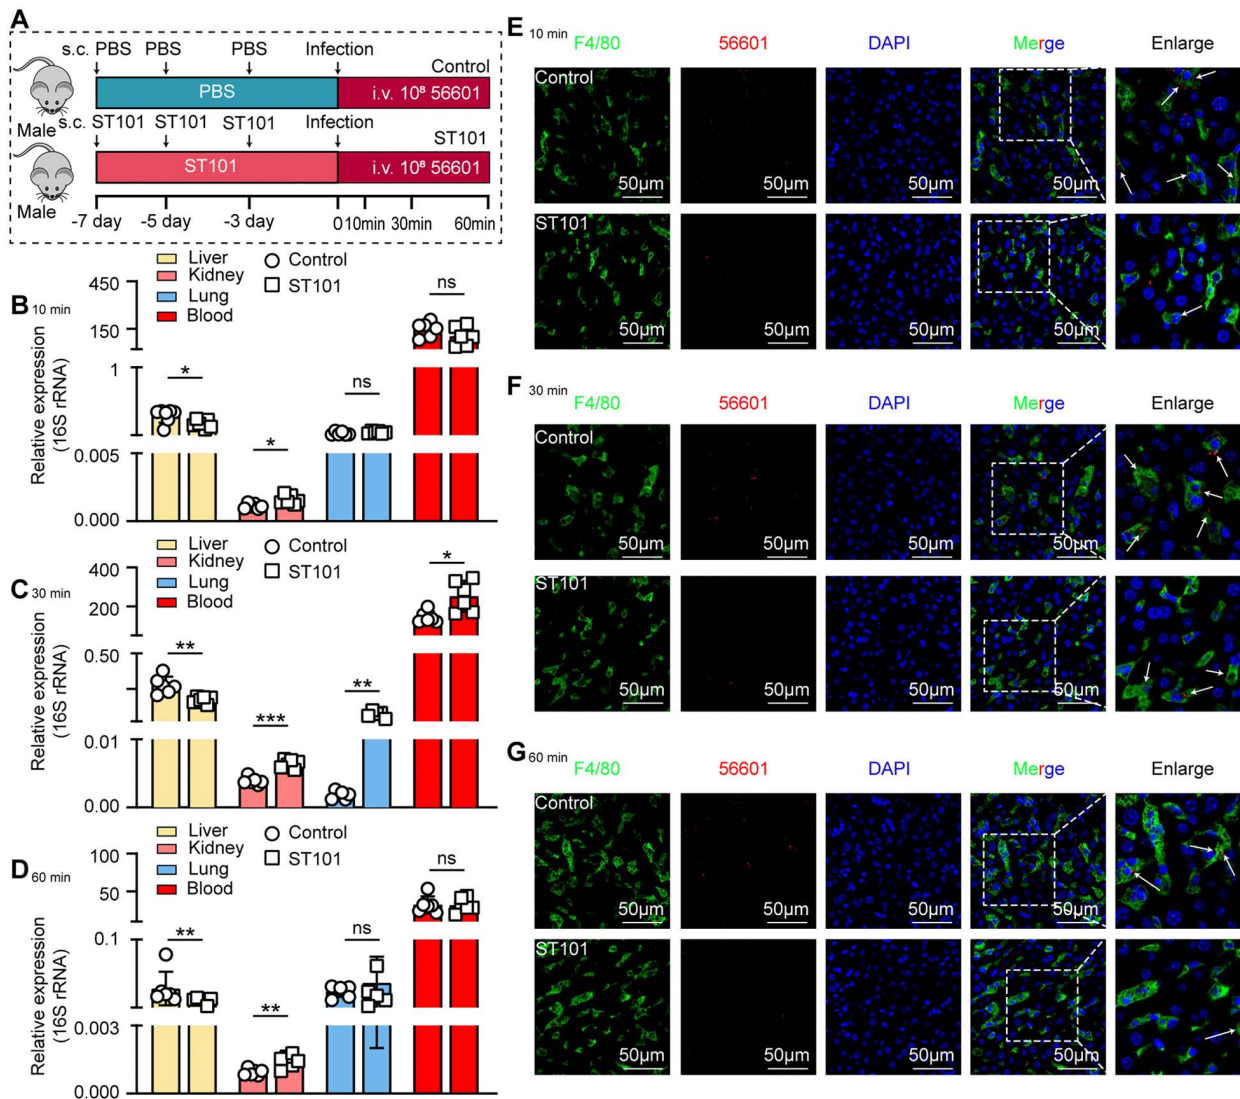 A
s.c. PBS PBS PBS Infection
Control
PBS
i.v. 10⁸ 56601
Male
s.c. ST101 ST101 ST101 Infection
ST101
ST101
i.v. 10⁸ 56601
Male
-7 day -5 day -3 day 0 10min 30min 60min
B 10 min
Liver
Kidney
Lung
Blood
Control
ST101
Relative expression
(16S rRNA)
450
150
1
0.005
0.000
*
*
ns
ns
C 30 min
Liver
Kidney
Lung
Blood
Control
ST101
Relative expression
(16S rRNA)
400
200
0.50
0.01
0.00
**
***
**
*
D 60 min
Liver
Kidney
Lung
Blood
Control
ST101
Relative expression
(16S rRNA)
100
50
0.1
0.003
0.000
**
**
ns
ns
E 10 min
F4/80 56601 DAPI Merge Enlarge
Control
50μm 50μm 50μm 50μm
ST101
50μm 50μm 50μm 50μm
F 30 min
F4/80 56601 DAPI Merge Enlarge
Control
50μm 50μm 50μm 50μm
ST101
50μm 50μm 50μm 50μm
G 60 min
F4/80 56601 DAPI Merge Enlarge
Control
50μm 50μm 50μm 50μm
ST101
50μm 50μm 50μm 50μm